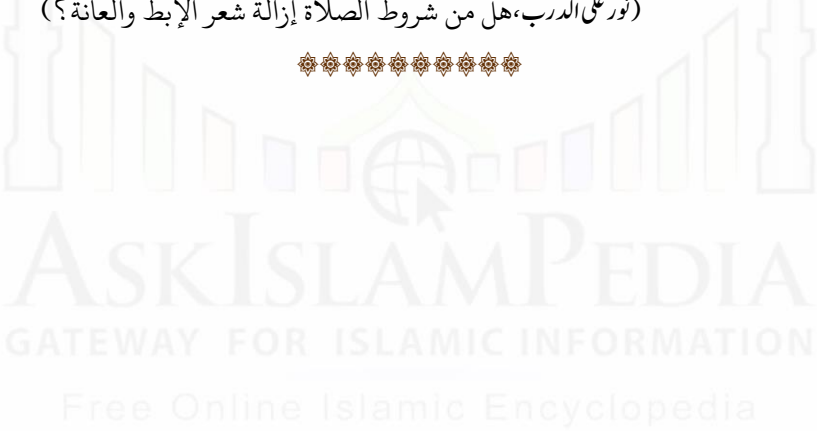 (نور علی الدرب،هل من شروط الصلاة إزالة شعر الإبط والعانة؟)
ASKISLAMPEDIA
GATEWAY FOR ISLAMIC INFORMATION
Free Online Islamic Encyclopedia